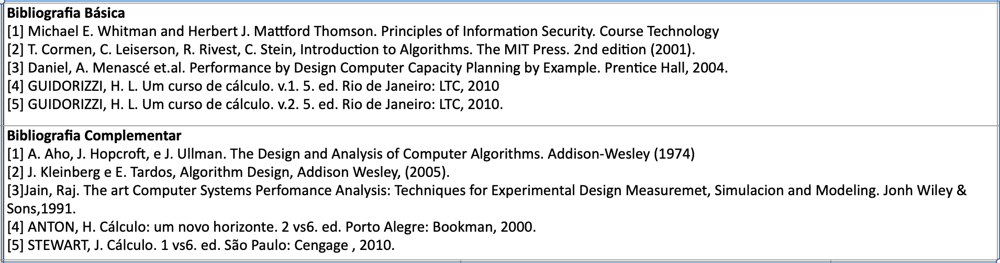 Bibliografia Básica
[1] Michael E. Whitman and Herbert J. Mattford Thomson. Principles of Information Security. Course Technology
[2] T. Cormen, C. Leiserson, R. Rivest, C. Stein, Introduction to Algorithms. The MIT Press. 2nd edition (2001).
[3] Daniel, A. Menascé et.al. Performance by Design Computer Capacity Planning by Example. Prentice Hall, 2004.
[4] GUIDORIZZI, H. L. Um curso de cálculo. v.1. 5. ed. Rio de Janeiro: LTC, 2010
[5] GUIDORIZZI, H. L. Um curso de cálculo. v.2. 5. ed. Rio de Janeiro: LTC, 2010.
Bibliografia Complementar
[1] A. Aho, J. Hopcroft, e J. Ullman. The Design and Analysis of Computer Algorithms. Addison-Wesley (1974)
[2] J. Kleinberg e E. Tardos, Algorithm Design, Addison Wesley, (2005).
[3]Jain, Raj. The art Computer Systems Perfomance Analysis: Techniques for Experimental Design Measuremet, Simulacion and Modeling. Jonh Wiley &
Sons,1991.
[4] ANTON, H. Cálculo: um novo horizonte. 2 vs6. ed. Porto Alegre: Bookman, 2000.
[5] STEWART, J. Cálculo. 1 vs6. ed. São Paulo: Cengage , 2010.